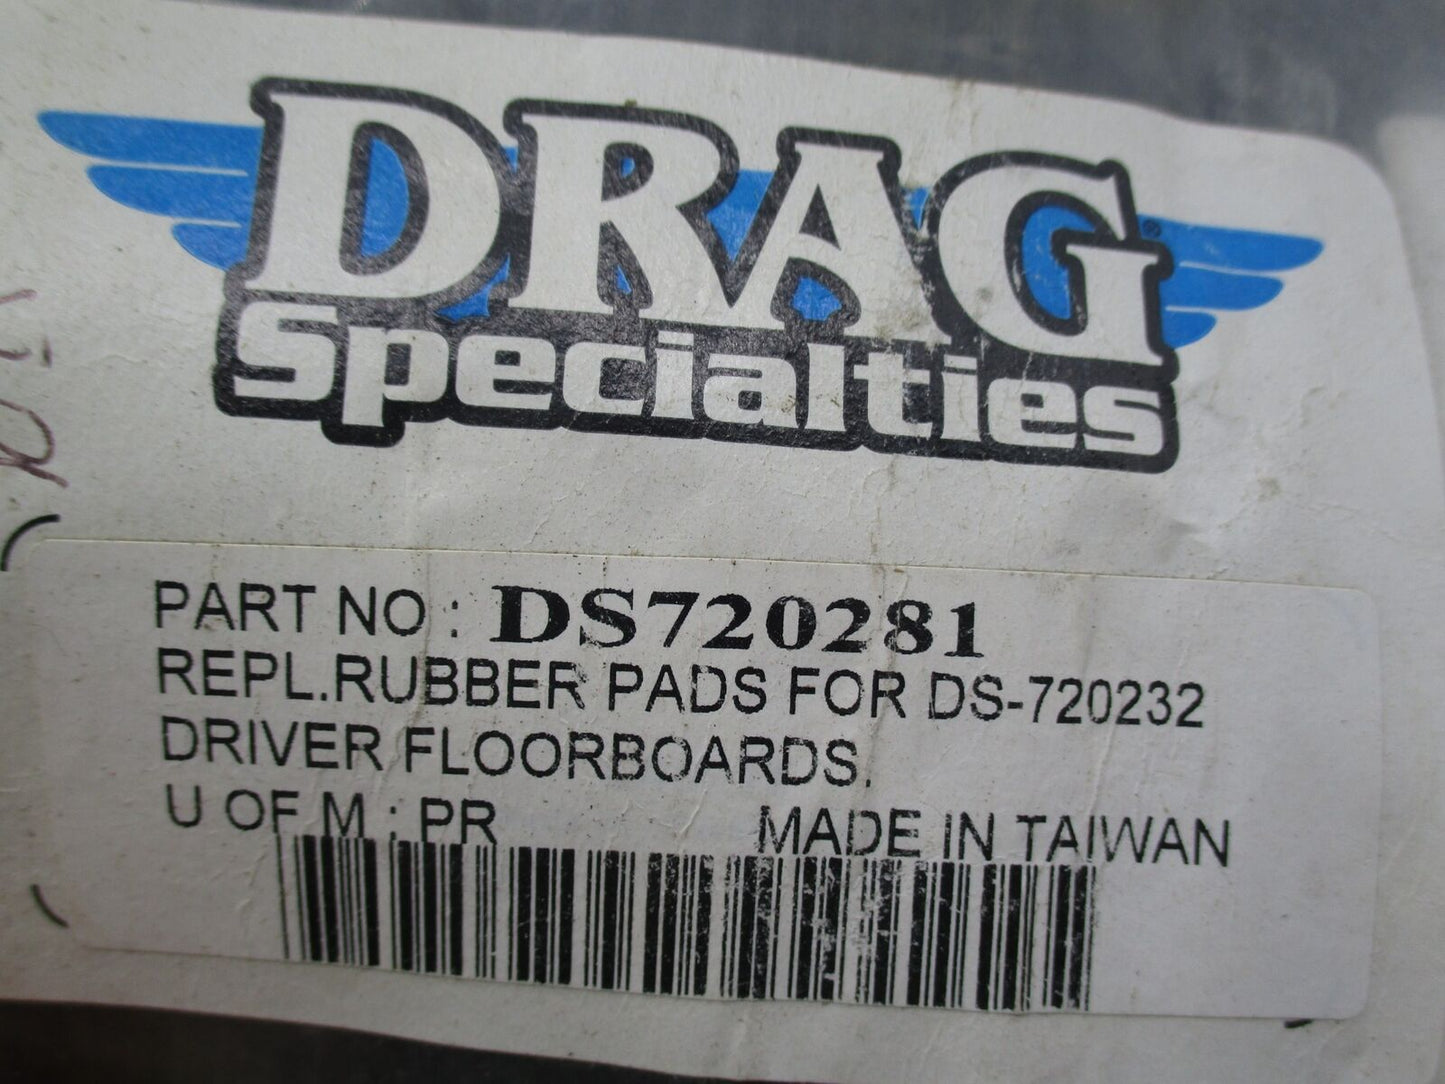 DRAG
®
Specialties
PART NO : DS720281
REPL.RUBBER PADS FOR DS-720232
DRIVER FLOORBOARDS.
U OF M : PR MADE IN TAIWAN